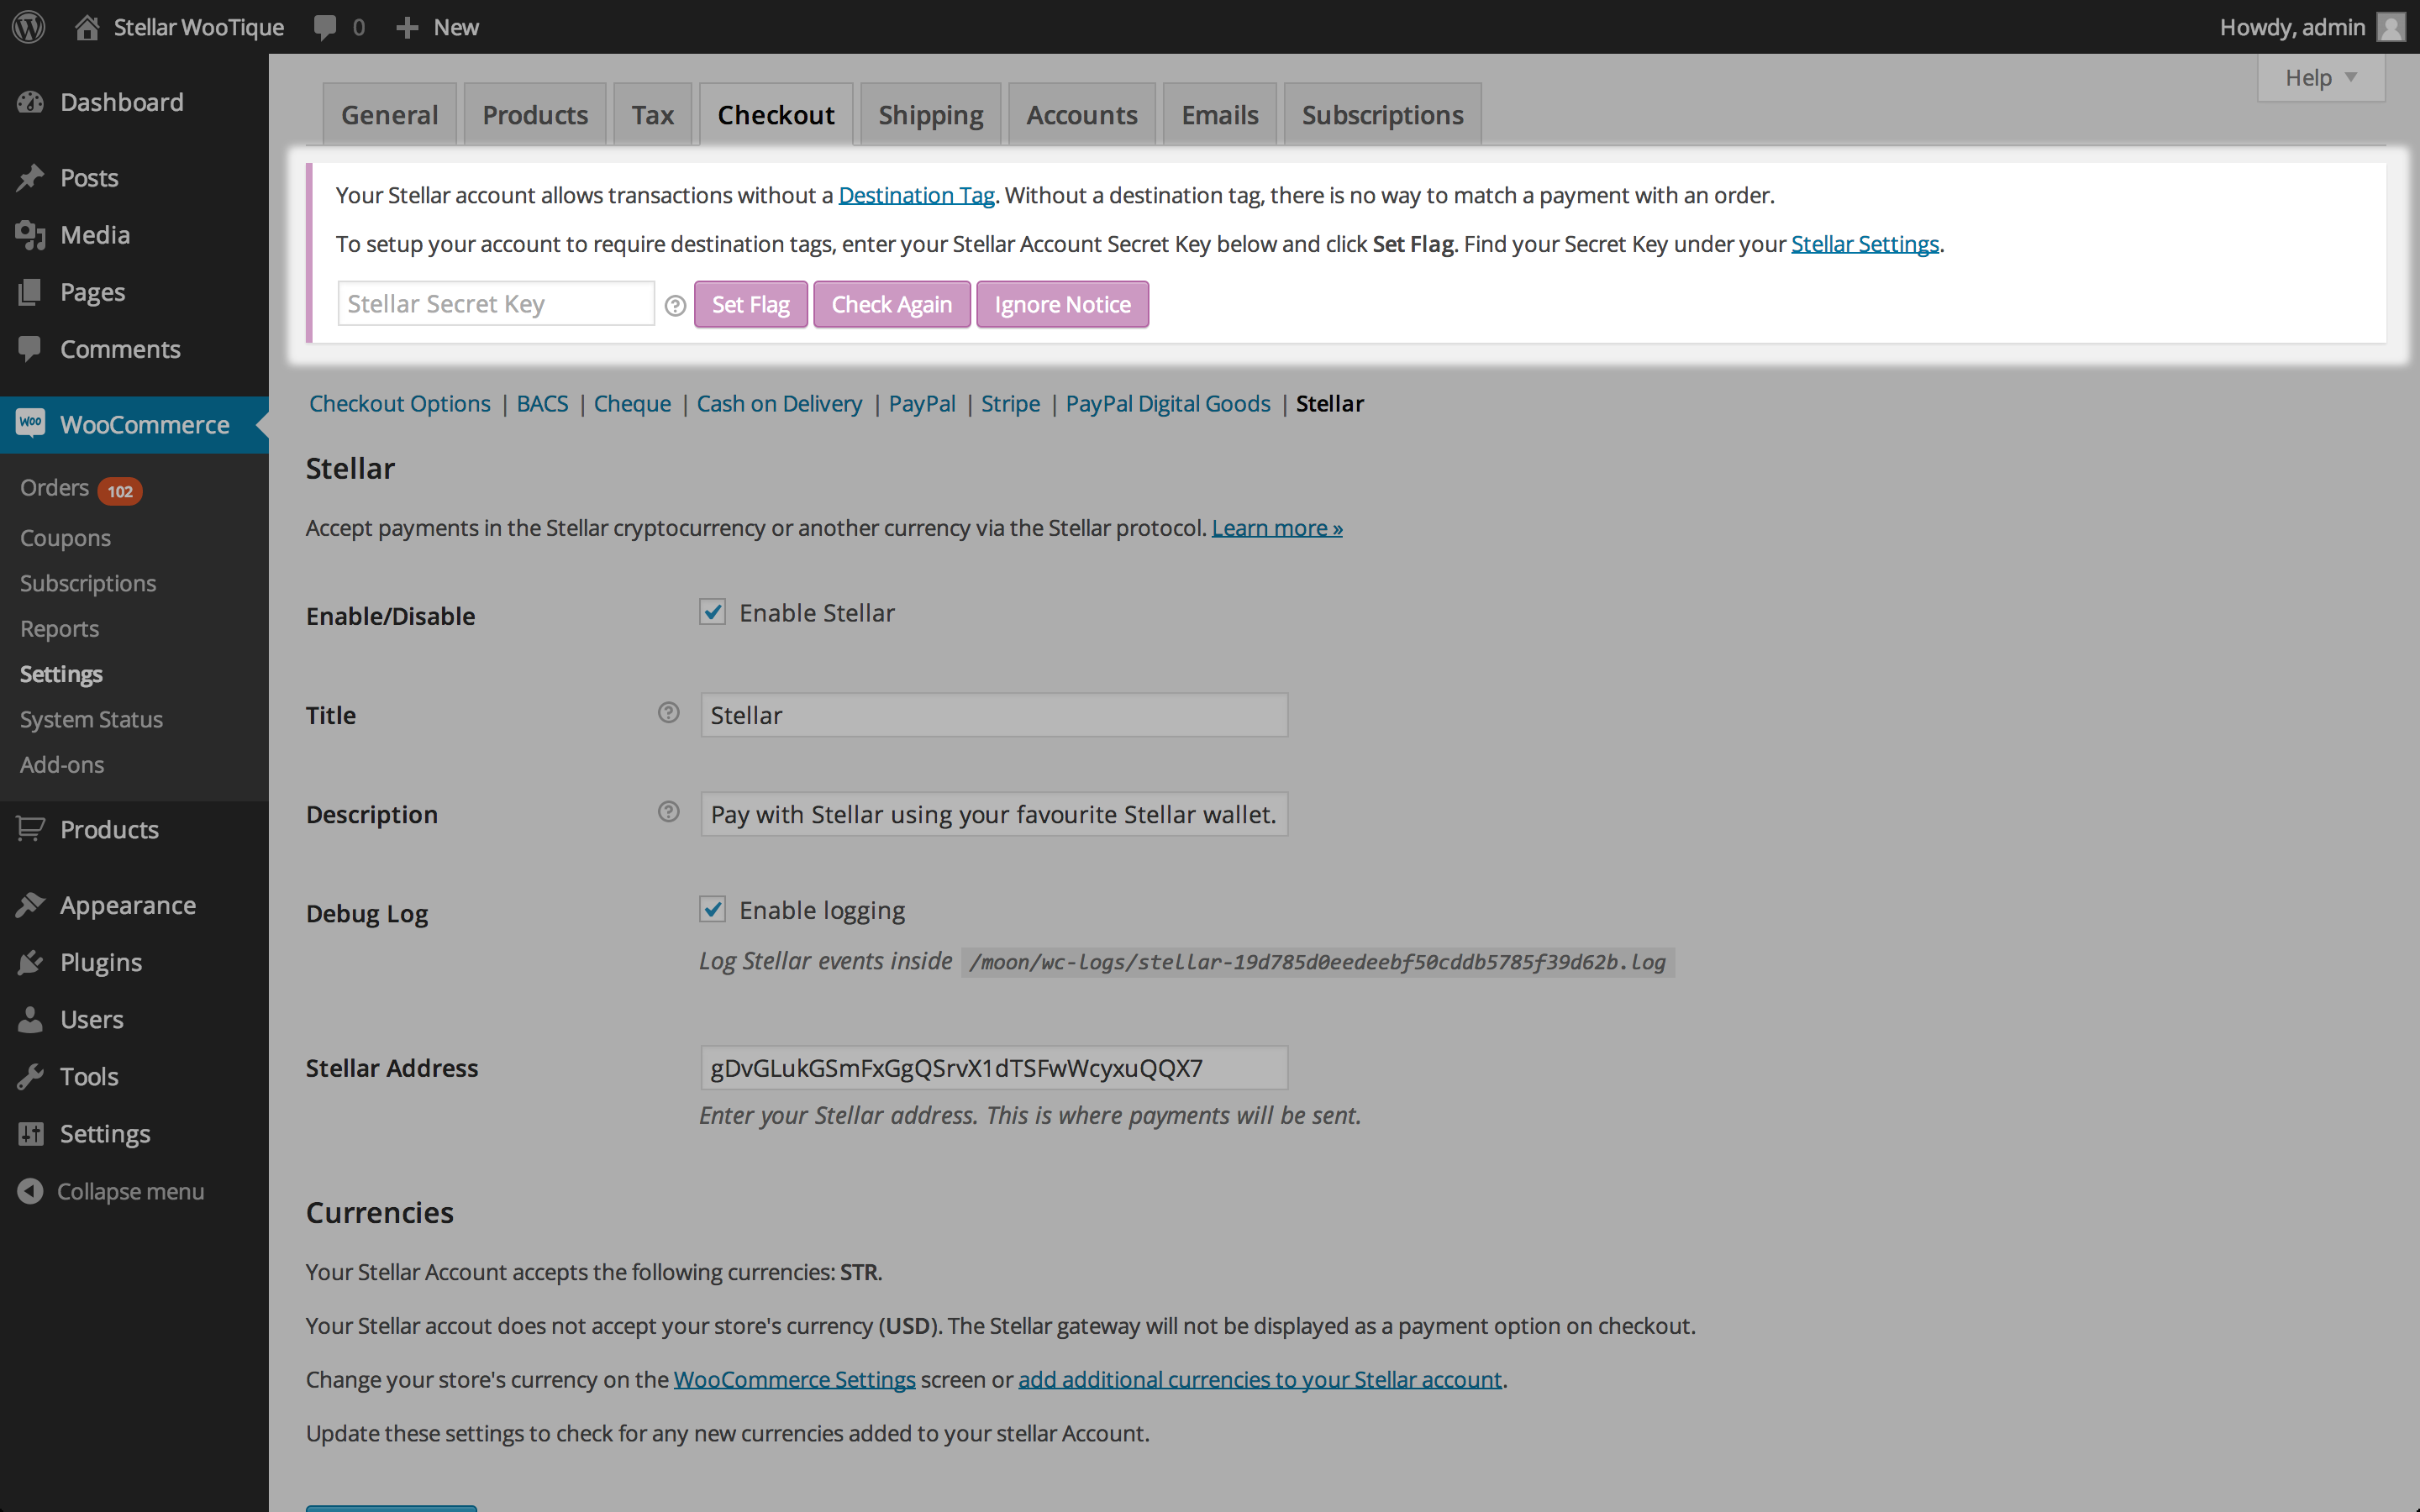 Stellar WooTique 0 New Howdy, admin
Help
Dashboard
Posts
Media
Pages
Comments
WooCommerce
Orders 102
Coupons
Subscriptions
Reports
Settings
System Status
Add-ons
Products
Appearance
Plugins
Users
Tools
Settings
Collapse menu
General Products Tax Checkout Shipping Accounts Emails Subscriptions
Your Stellar account allows transactions without a Destination Tag. Without a destination tag, there is no way to match a payment with an order.
To setup your account to require destination tags, enter your Stellar Account Secret Key below and click Set Flag. Find your Secret Key under your Stellar Settings.
Stellar Secret Key ? Set Flag Check Again Ignore Notice
Checkout Options | BACS | Cheque | Cash on Delivery | PayPal | Stripe | PayPal Digital Goods | Stellar
Stellar
Accept payments in the Stellar cryptocurrency or another currency via the Stellar protocol. Learn more »
Enable/Disable Enable Stellar
Title ? Stellar
Description ? Pay with Stellar using your favourite Stellar wallet.
Debug Log Enable logging
Log Stellar events inside /moon/wc-logs/stellar-19d785d0eedeebf50cddb5785f39d62b.log
Stellar Address gDvGLukGSmFxGgQSrvX1dTSFwWcyxuQQX7
Enter your Stellar address. This is where payments will be sent.
Currencies
Your Stellar Account accepts the following currencies: STR.
Your Stellar accout does not accept your store's currency (USD). The Stellar gateway will not be displayed as a payment option on checkout.
Change your store's currency on the WooCommerce Settings screen or add additional currencies to your Stellar account.
Update these settings to check for any new currencies added to your stellar Account.